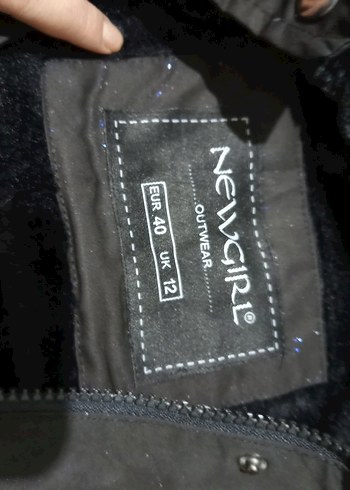 NEWGIRL®
........OUTWEAR........
EUR 40 UK 12